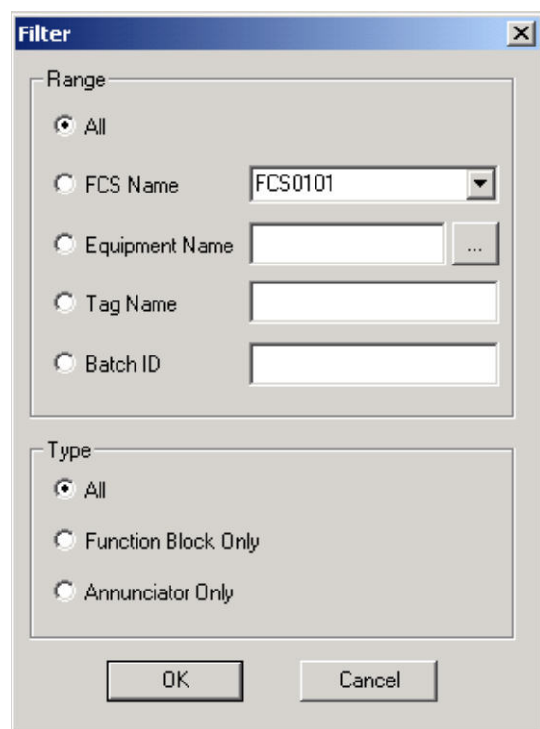 Filter
Range
All
FCS Name FCS0101
Equipment Name ...
Tag Name
Batch ID
Type
All
Function Block Only
Annunciator Only
OK Cancel